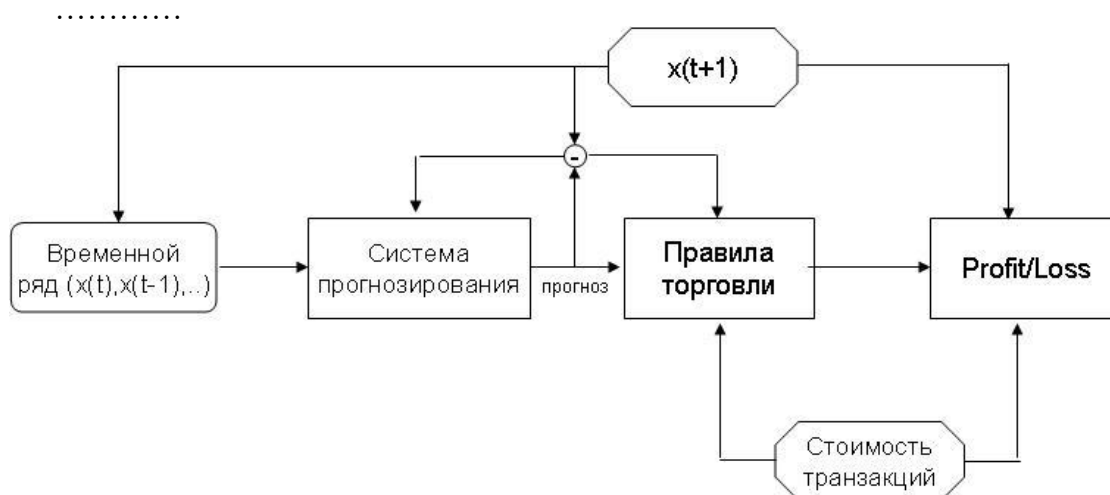 ............
x(t+1)
-
Временной
ряд (x(t),x(t-1),..)
Система
прогнозирования
прогноз
Правила
торговли
Profit/Loss
Стоимость
транзакций